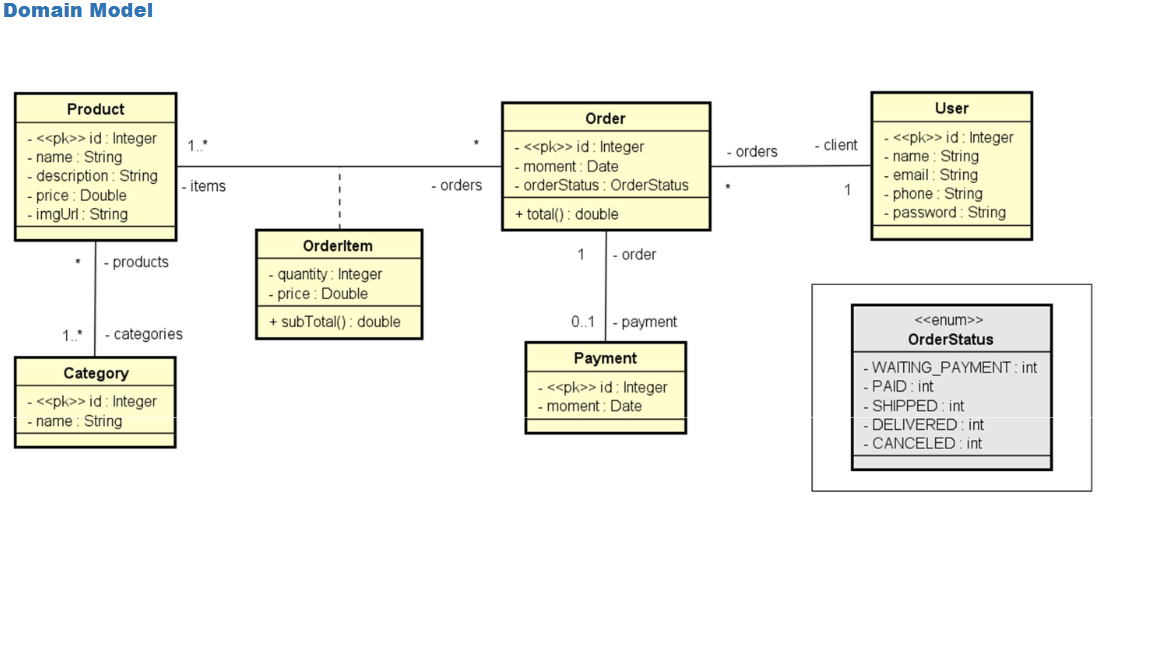 Domain Model
Product
- <<pk>> id : Integer
- name : String
- description : String
- price : Double
- imgUrl : String
1..*
- items
*
- orders
Order
- <<pk>> id : Integer
- moment : Date
- orderStatus : OrderStatus
+ total() : double
- orders
*
- client
1
User
- <<pk>> id : Integer
- name : String
- email : String
- phone : String
- password : String
OrderItem
- quantity : Integer
- price : Double
+ subTotal() : double
* - products
1..* - categories
Category
- <<pk>> id : Integer
- name : String
1 - order
0..1 - payment
Payment
- <<pk>> id : Integer
- moment : Date
<<enum>>
OrderStatus
- WAITING_PAYMENT : int
- PAID : int
- SHIPPED : int
- DELIVERED : int
- CANCELED : int